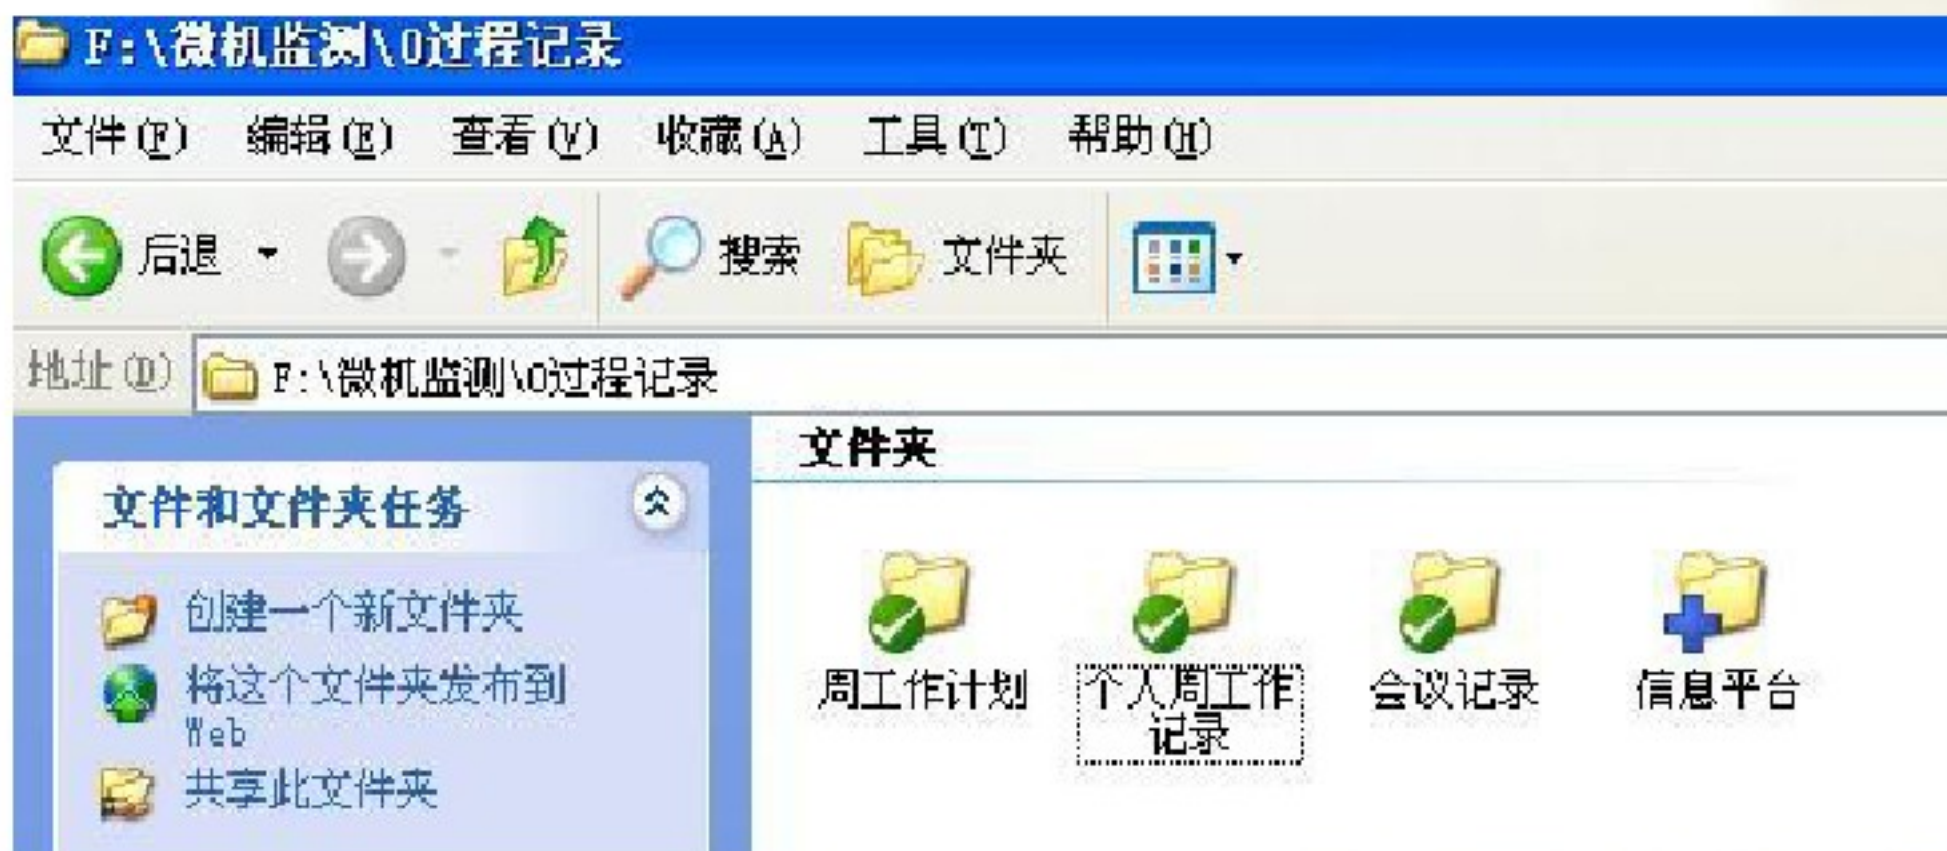 F:\微机监测\0过程记录
文件(F) 编辑(E) 查看(V) 收藏(A) 工具(T) 帮助(H)
后退 搜索 文件夹
地址(D) F:\微机监测\0过程记录
文件夹
文件和文件夹任务
创建一个新文件夹
将这个文件夹发布到
Web
共享此文件夹
周工作计划
个人周工作
记录
会议记录
信息平台